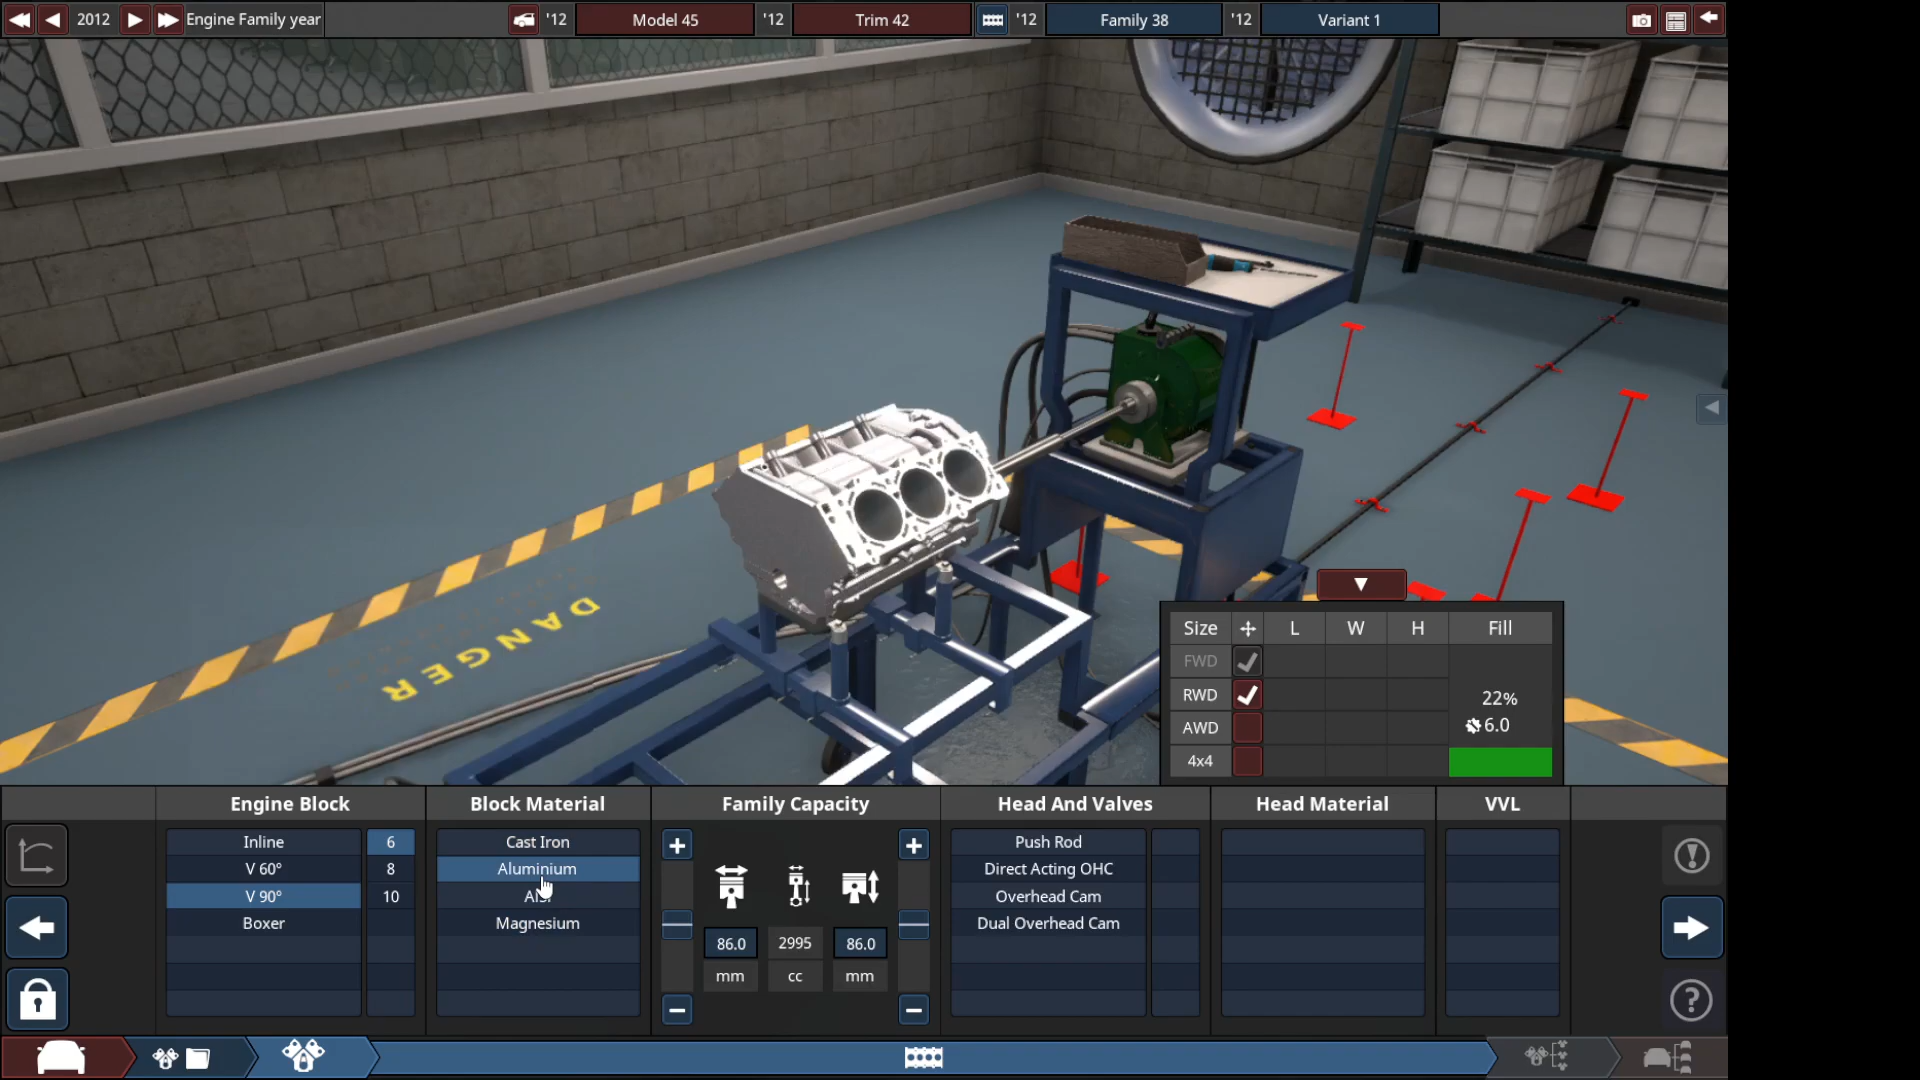 2012 Engine Family year '12 Model 45 '12 Trim 42 '12 Family 38 '12 Variant 1
DANGER
Size L W H Fill
FWD
RWD
AWD
4x4
22%
6.0
Engine Block
Inline
V 60°
V 90°
Boxer
6
8
10
Block Material
Cast Iron
Aluminium
Magnesium
Family Capacity
86.0 2995 86.0
mm cc mm
Head And Valves
Push Rod
Direct Acting OHC
Overhead Cam
Dual Overhead Cam
Head Material
VVL